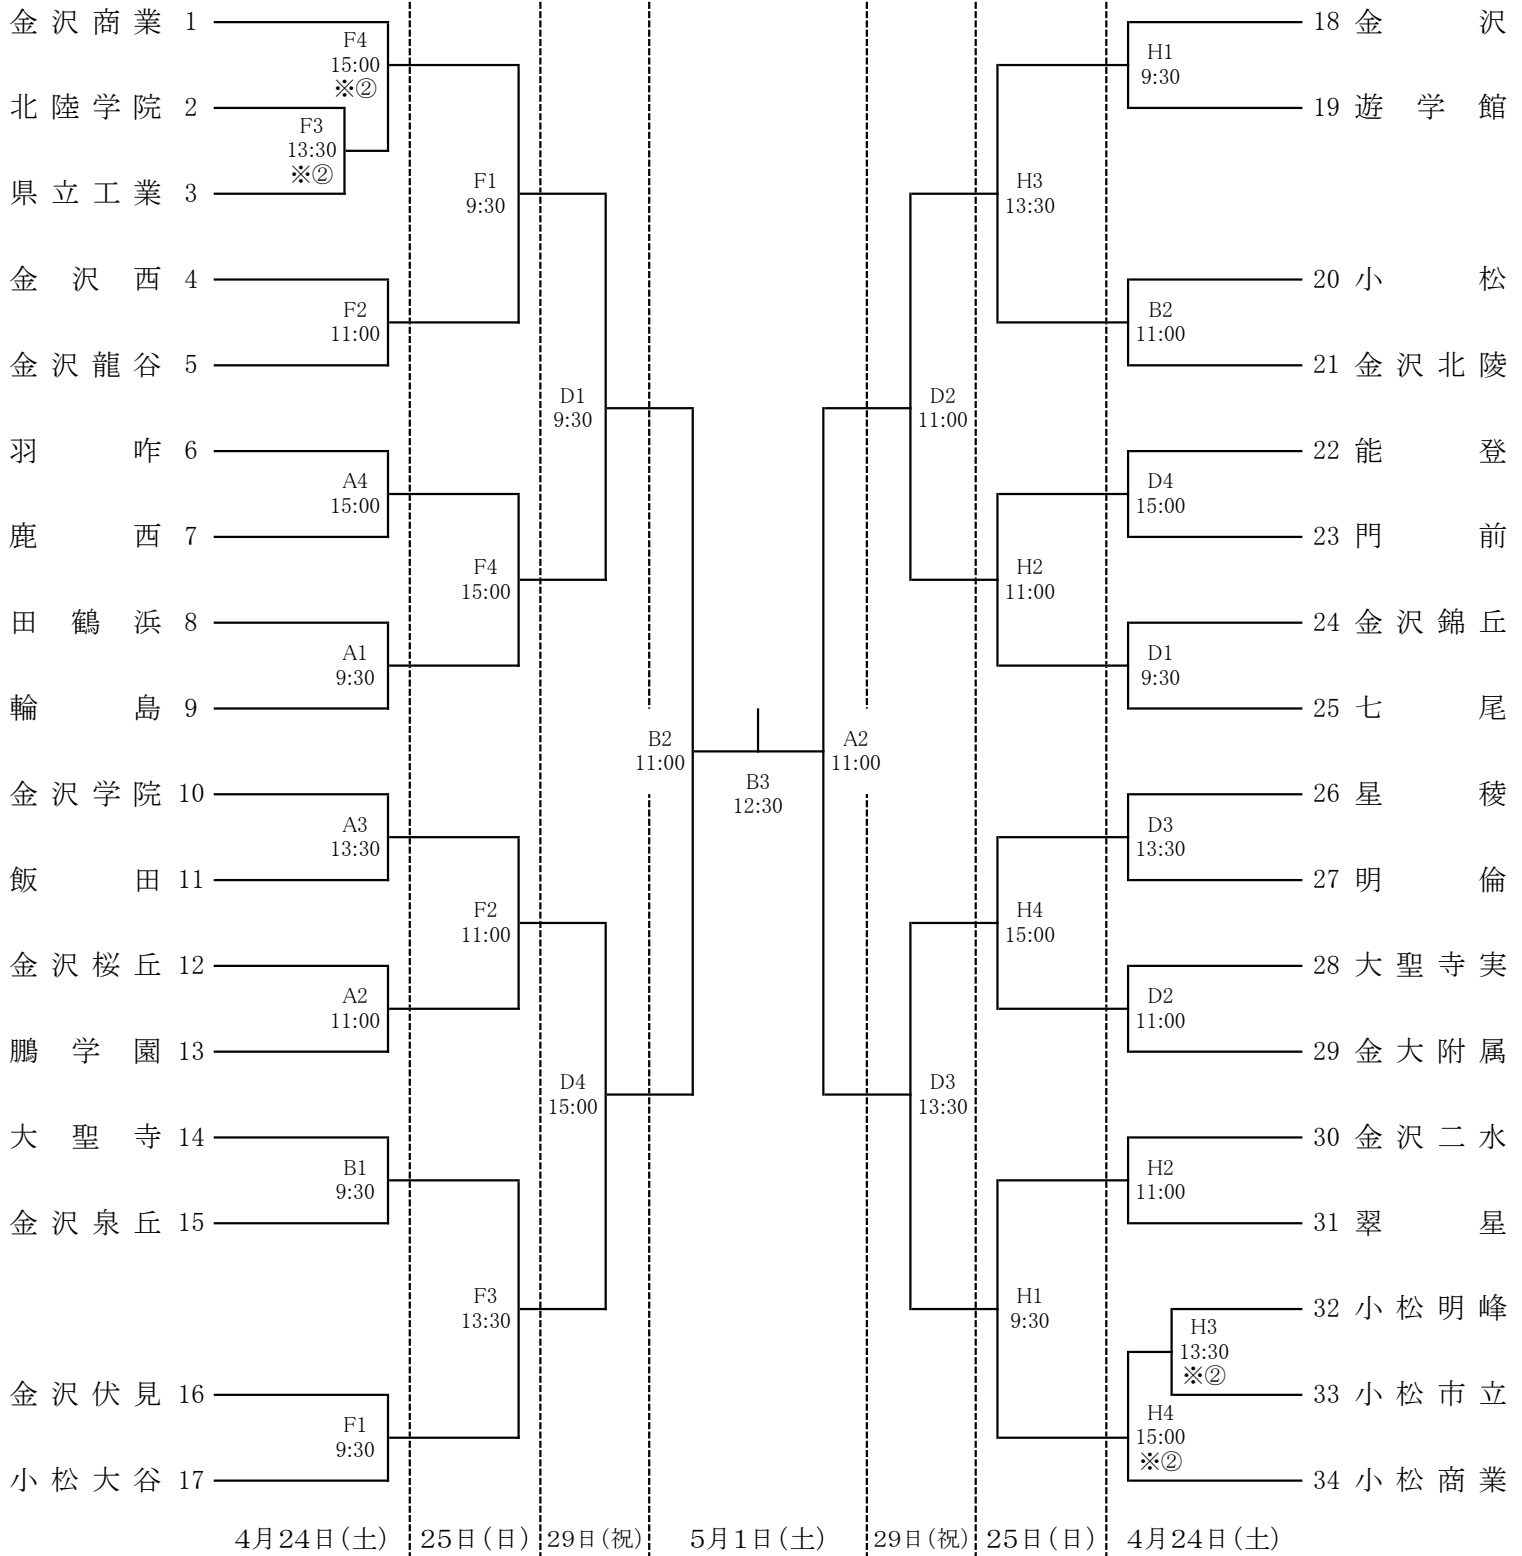 金沢商業 1
F4
15:00
※②
北陸学院 2
F3
13:30
※②
県立工業 3
F1
9:30
金沢西 4
F2
11:00
金沢龍谷 5
D1
9:30
羽咋 6
A4
15:00
鹿西 7
F4
15:00
田鶴浜 8
A1
9:30
輪島 9
B2
11:00
金沢学院 10
A3
13:30
飯田 11
F2
11:00
金沢桜丘 12
A2
11:00
鵬学園 13
D4
15:00
大聖寺 14
B1
9:30
金沢泉丘 15
F3
13:30
金沢伏見 16
F1
9:30
小松大谷 17
B3
12:30
18 金沢
H1
9:30
19 遊学館
H3
13:30
20 小松
B2
11:00
21 金沢北陵
D2
11:00
22 能登
D4
15:00
23 門前
H2
11:00
24 金沢錦丘
D1
9:30
25 七尾
A2
11:00
26 星稜
D3
13:30
27 明倫
H4
15:00
28 大聖寺実
D2
11:00
29 金大附属
D3
13:30
30 金沢二水
H2
11:00
31 翠星
H1
9:30
32 小松明峰
H3
13:30
※②
33 小松市立
H4
15:00
※②
34 小松商業
4月24日(土) 25日(日) 29日(祝) 5月1日(土) 29日(祝) 25日(日) 4月24日(土)